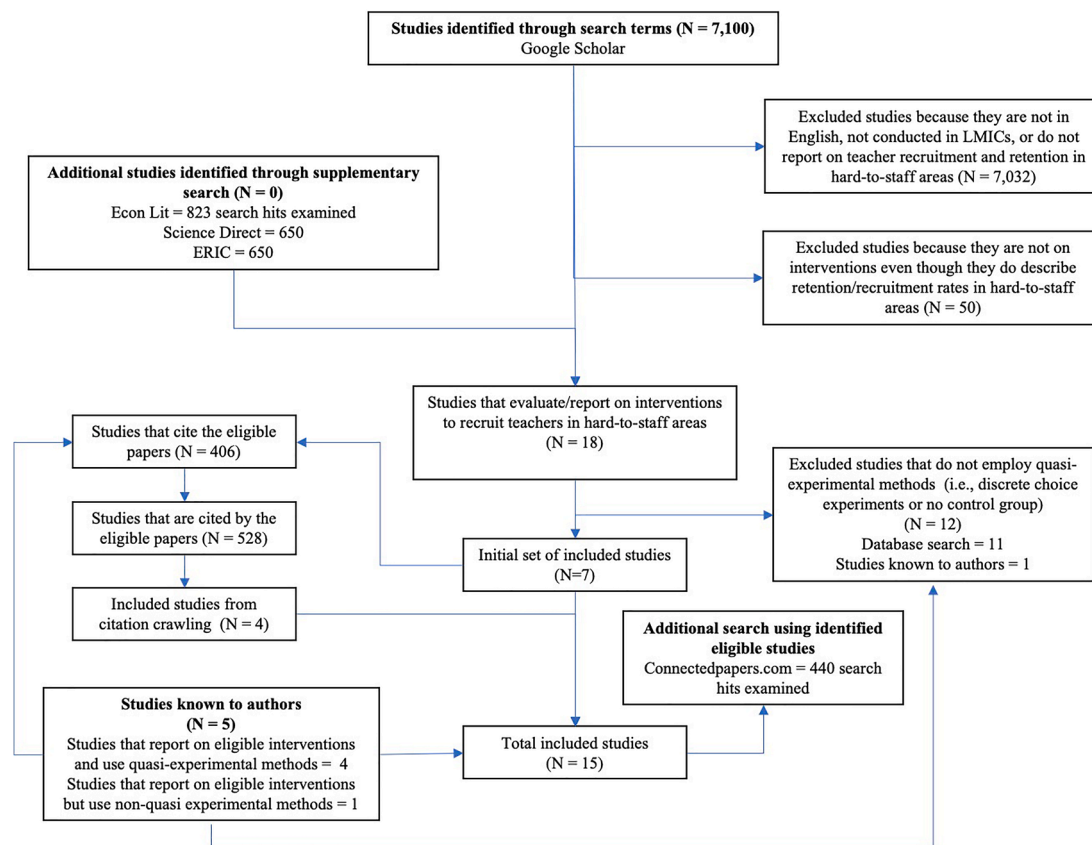 Studies identified through search terms (N = 7,100)
Google Scholar
Excluded studies because they are not in
English, not conducted in LMICs, or do not
report on teacher recruitment and retention in
hard-to-staff areas (N = 7,032)
Additional studies identified through supplementary
search (N = 0)
Econ Lit = 823 search hits examined
Science Direct = 650
ERIC = 650
Excluded studies because they are not on
interventions even though they do describe
retention/recruitment rates in hard-to-staff
areas (N = 50)
Studies that evaluate/report on interventions
to recruit teachers in hard-to-staff areas
(N = 18)
Studies that cite the eligible
papers (N = 406)
Excluded studies that do not employ quasi-
experimental methods  (i.e., discrete choice
experiments or no control group)
(N = 12)
Database search = 11
Studies known to authors = 1
Studies that are cited by the
eligible papers (N = 528)
Initial set of included studies
(N=7)
Included studies from
citation crawling  (N = 4)
Additional search using identified
eligible studies
Connectedpapers.com = 440 search
hits examined
Studies known to authors
(N = 5)
Studies that report on eligible interventions
and use quasi-experimental methods =  4
Studies that report on eligible interventions
but use non-quasi experimental methods = 1
Total included studies
(N = 15)